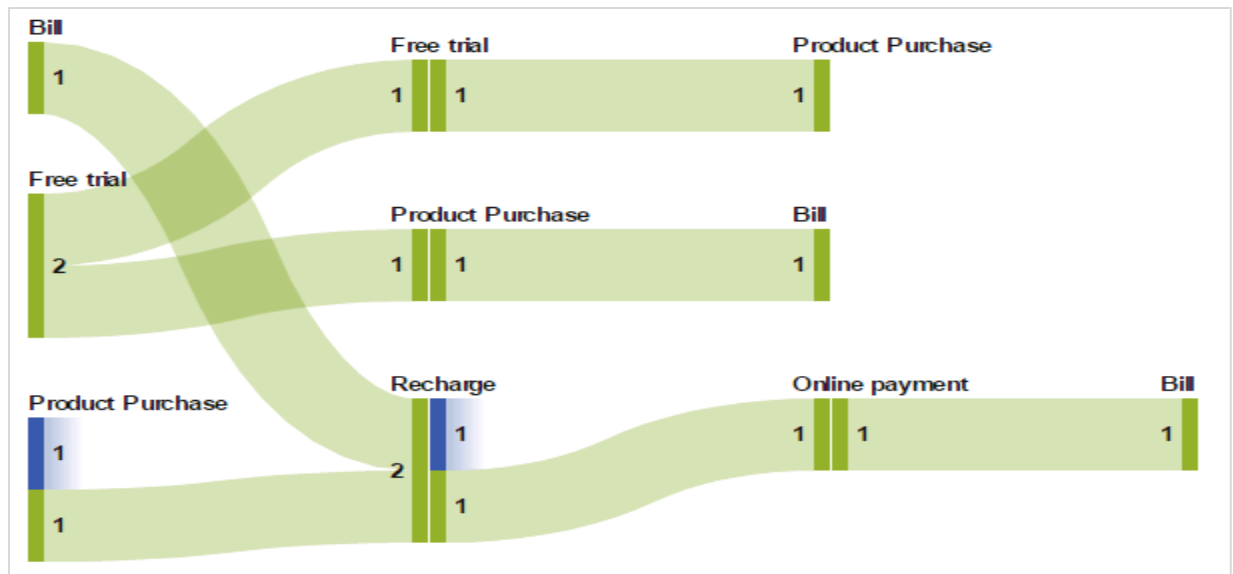 Bill
1
Free trial
1 1
Product Purchase
1
Free trial
2
Product Purchase
1 1
Bill
1
Product Purchase
1
1
Recharge
2
1
1
Online payment
1 1
Bill
1